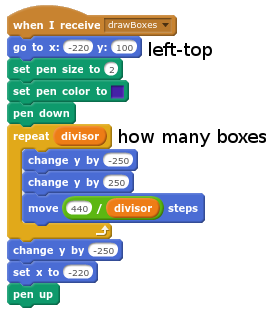 when I receive drawBoxes
go to x: -220 y: 100 left-top
set pen size to 2
set pen color to
pen down
repeat divisor how many boxes
change y by -250
change y by 250
move 440 / divisor steps
change y by -250
set x to -220
pen up